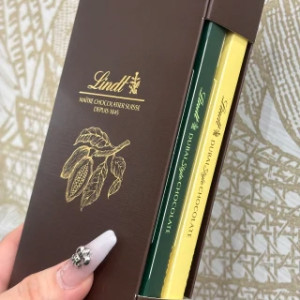 Lindt
MAÎTRE CHOCOLATIER SUISSE
DEPUIS 1845
Lindt DUBAI Style CHOCOLATE
Lindt DUBAI Style CHOCOLATE